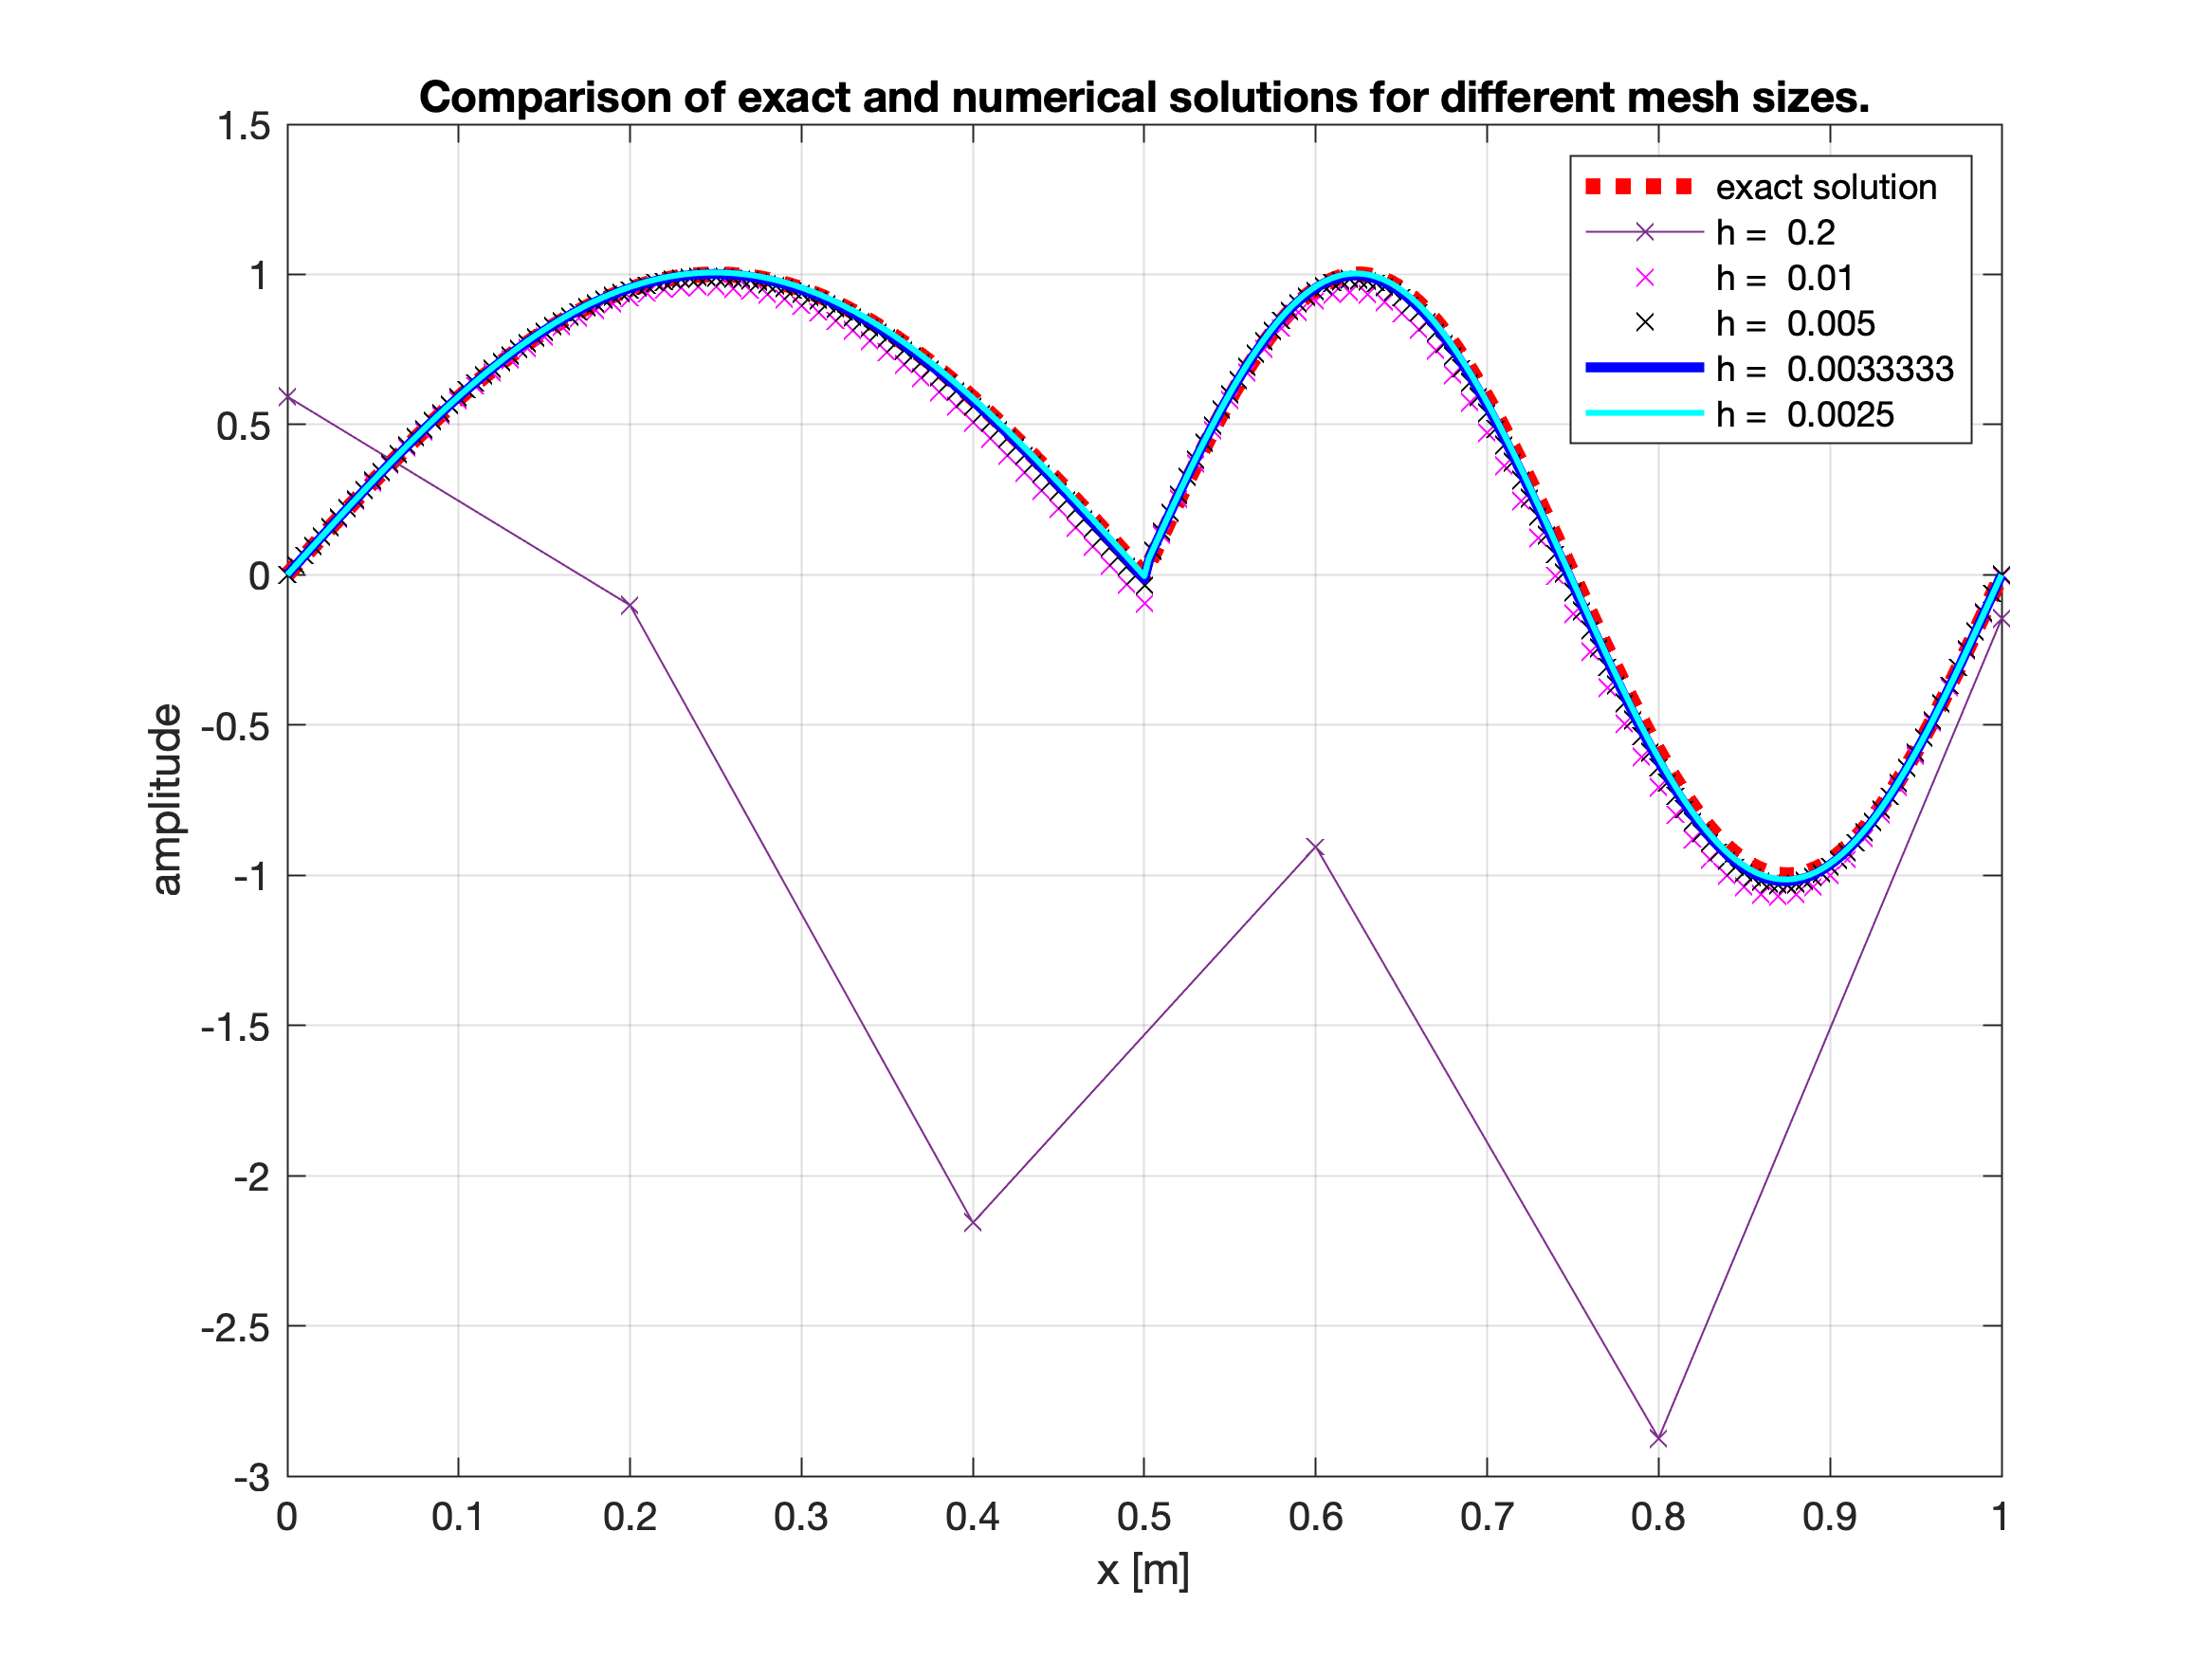 Comparison of exact and numerical solutions for different mesh sizes.
1.5
1
0.5
0
-0.5
-1
-1.5
-2
-2.5
-3
amplitude
exact solution
h = 0.2
h = 0.01
h = 0.005
h = 0.0033333
h = 0.0025
0 0.1 0.2 0.3 0.4 0.5 0.6 0.7 0.8 0.9 1
x [m]